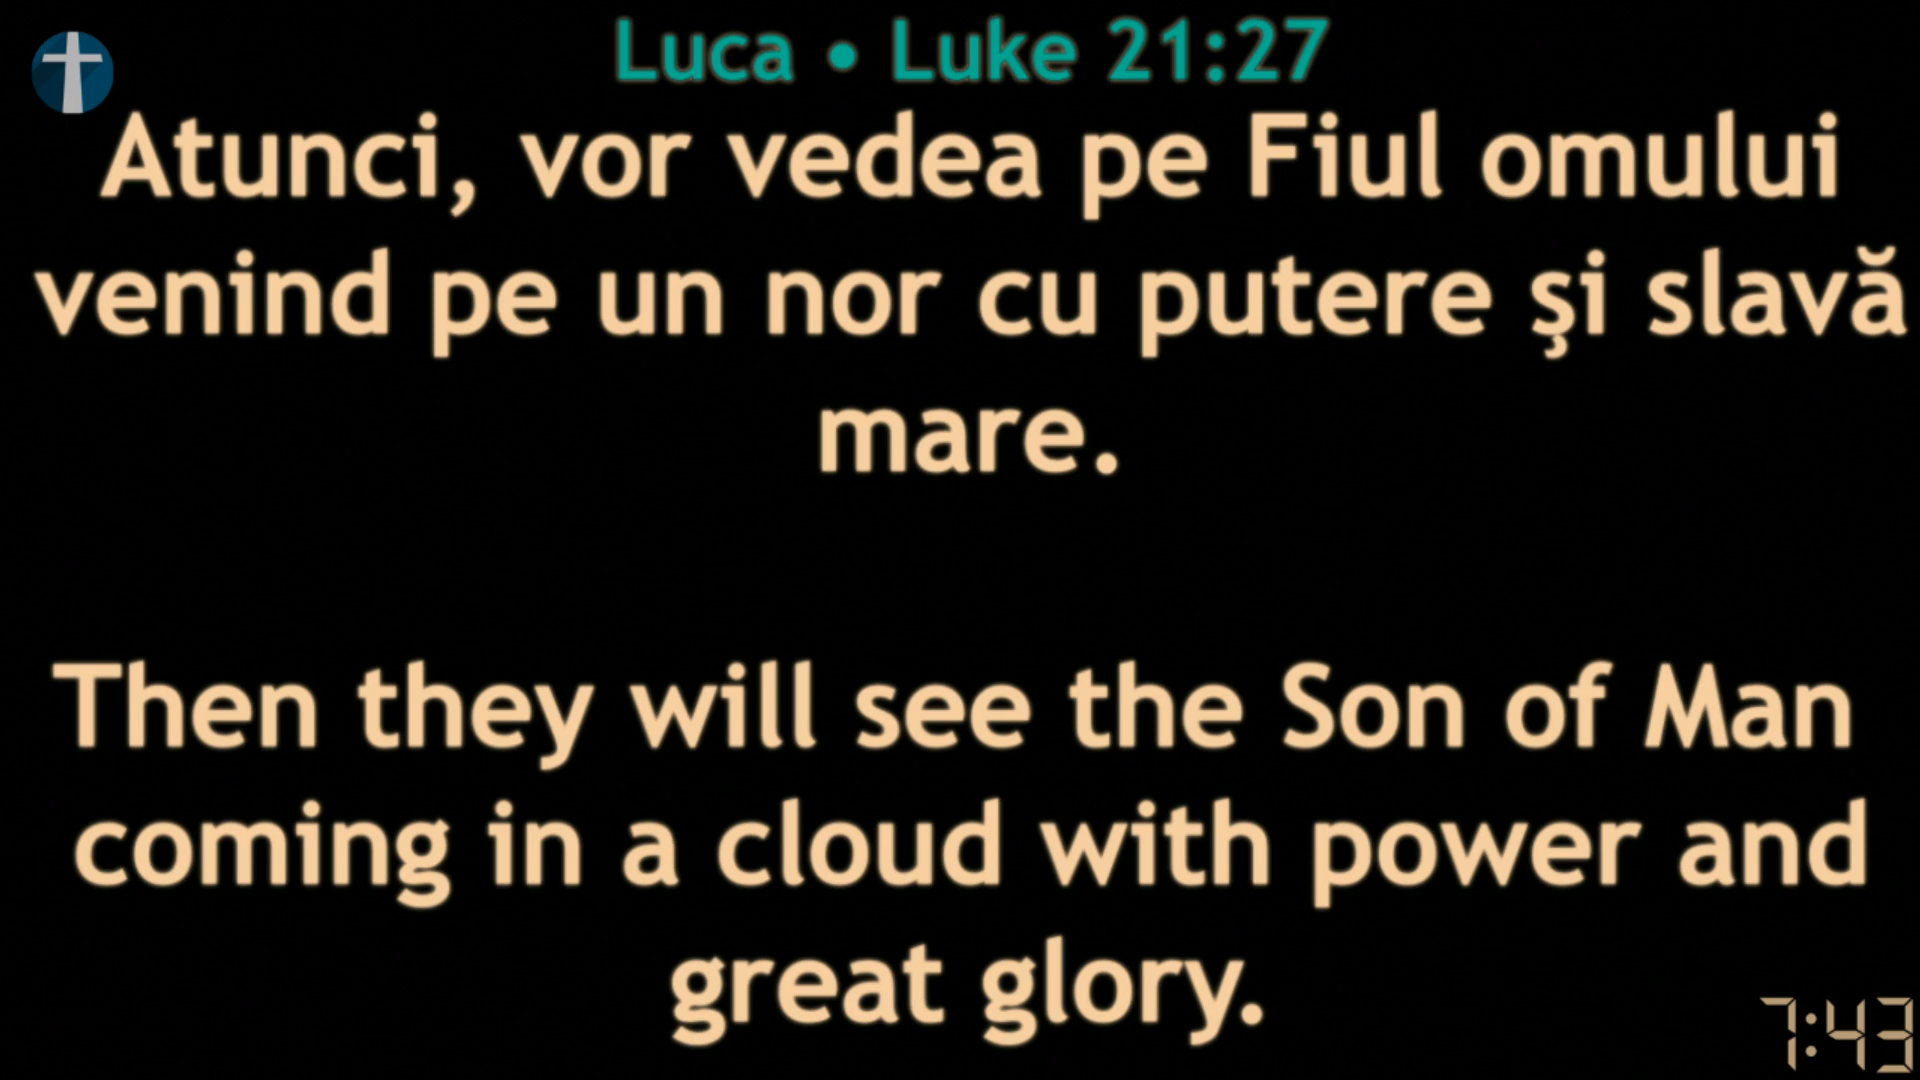 Luca • Luke 21:27
Atunci, vor vedea pe Fiul omului
venind pe un nor cu putere şi slavă
mare.
Then they will see the Son of Man
coming in a cloud with power and
great glory.
7:43